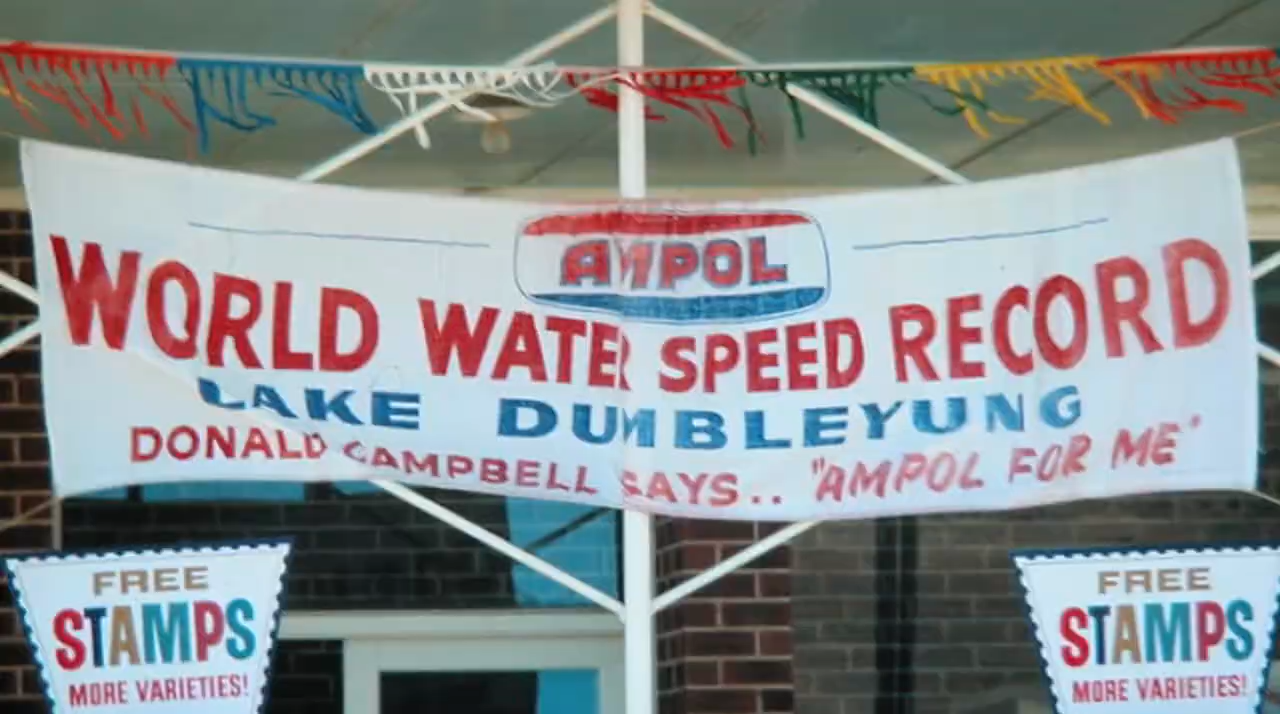 AMPOL
WORLD WATER SPEED RECORD
LAKE DUMBLEYUNG
DONALD CAMPBELL SAYS.. "AMPOL FOR ME"
FREE
STAMPS
MORE VARIETIES!
FREE
STAMPS
MORE VARIETIES!